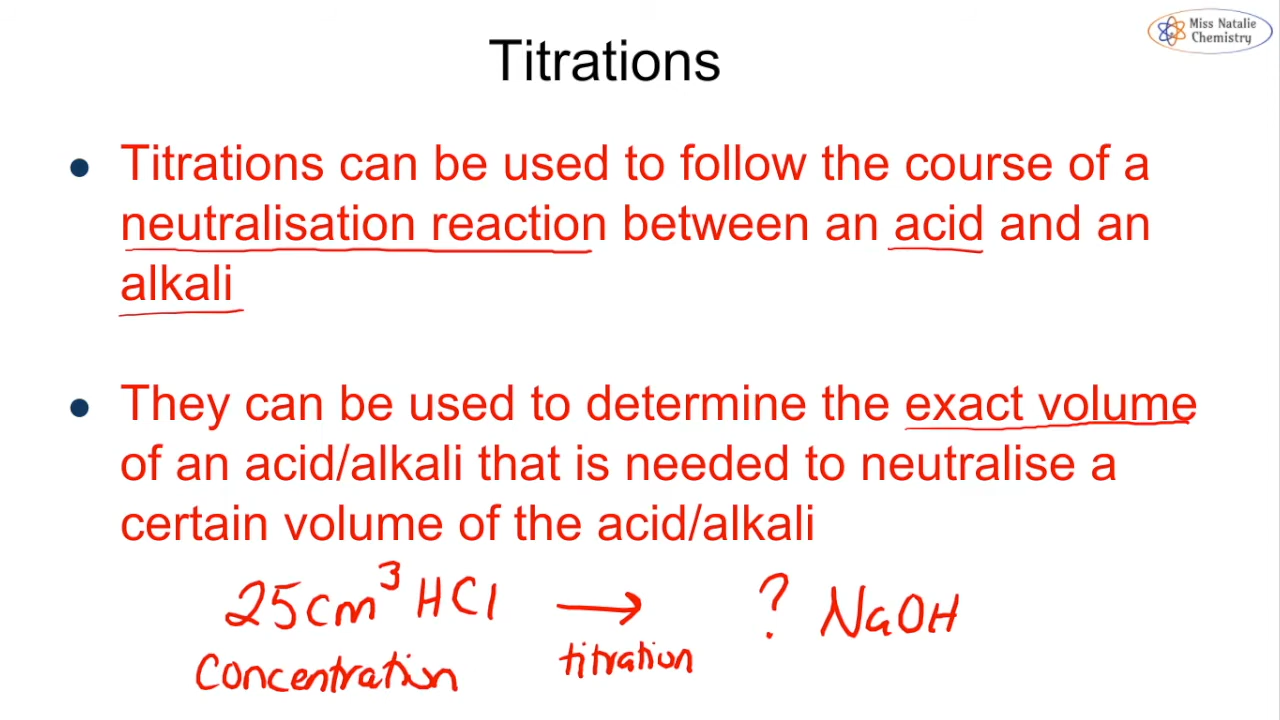 Miss Natalie
Chemistry
Titrations
• Titrations can be used to follow the course of a
neutralisation reaction between an acid and an
alkali
• They can be used to determine the exact volume
of an acid/alkali that is needed to neutralise a
certain volume of the acid/alkali
25cm³ HCl → ? NaOH
Concentration titration